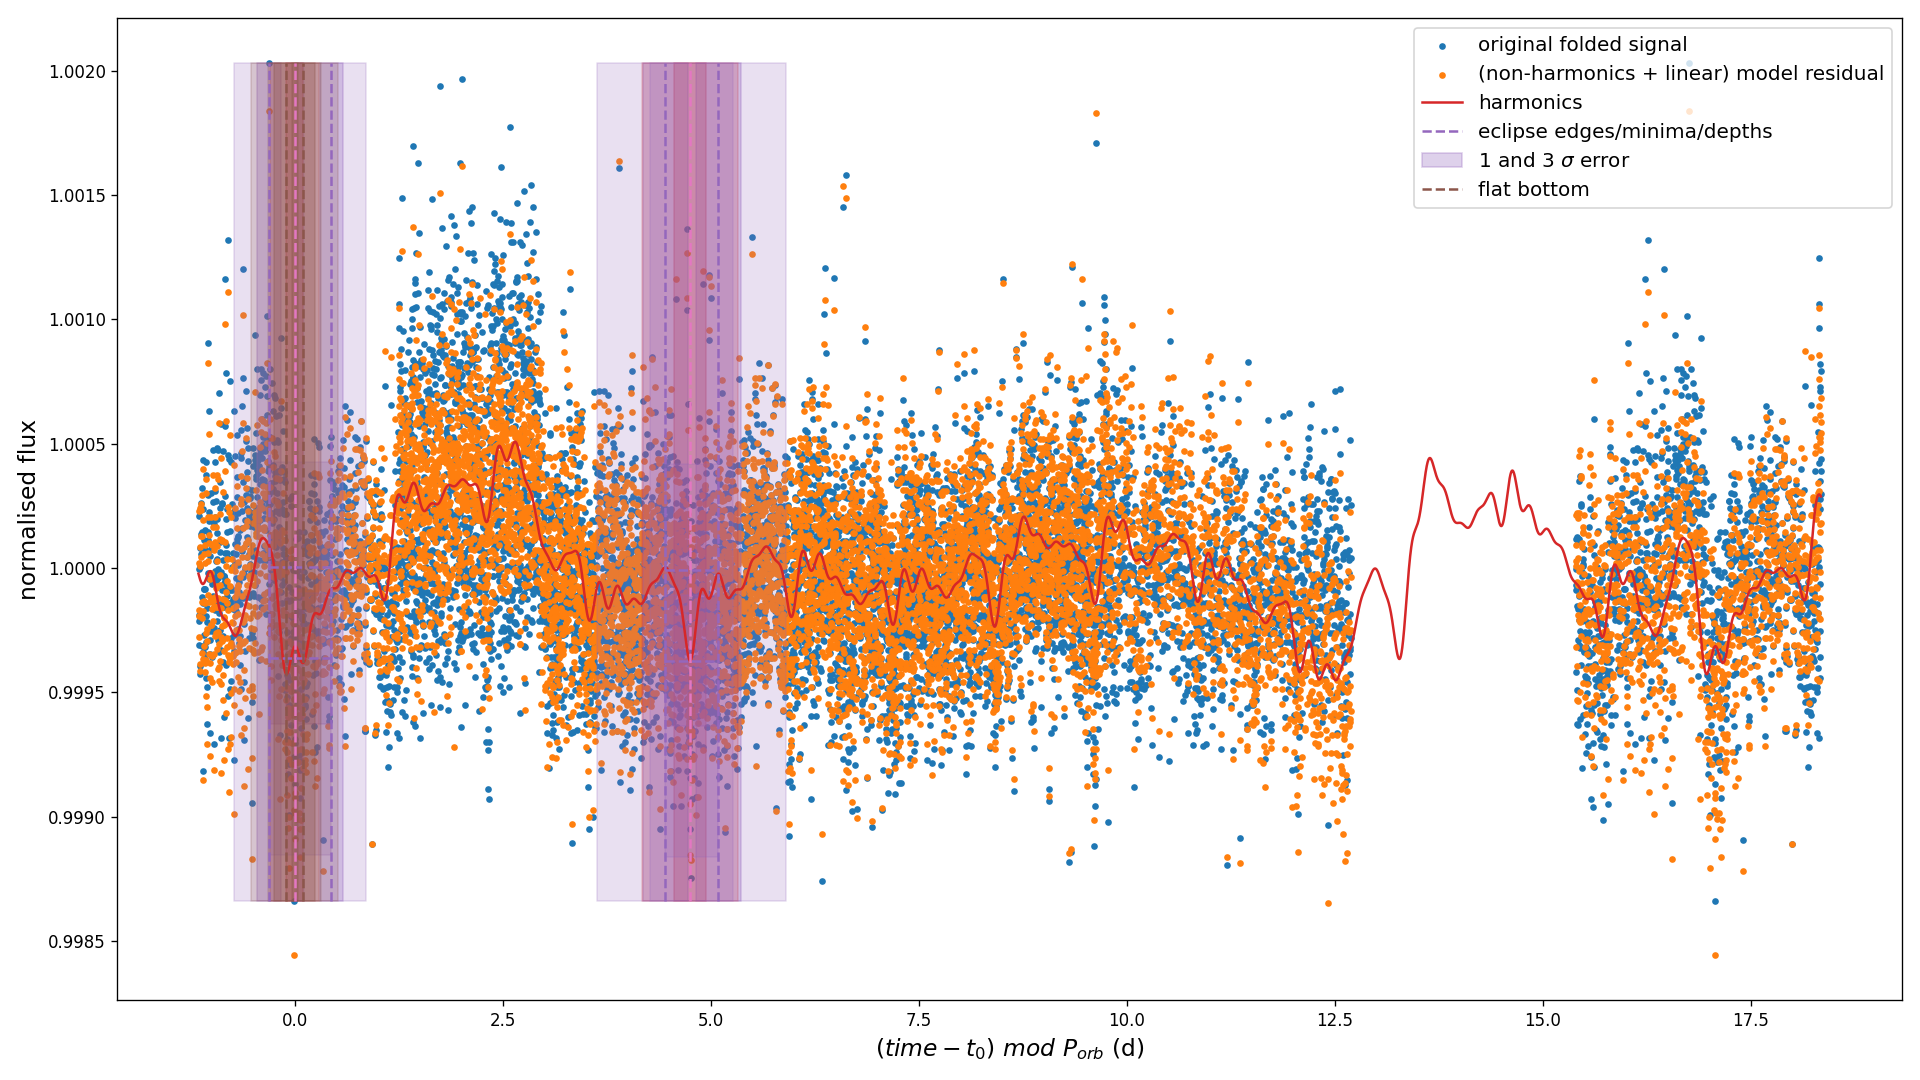 normalised flux
1.0020
1.0015
1.0010
1.0005
1.0000
0.9995
0.9990
0.9985
0.0
2.5
5.0
7.5
10.0
12.5
15.0
17.5
(time − t₀) mod P_orb (d)
original folded signal
(non-harmonics + linear) model residual
harmonics
eclipse edges/minima/depths
1 and 3 σ error
flat bottom